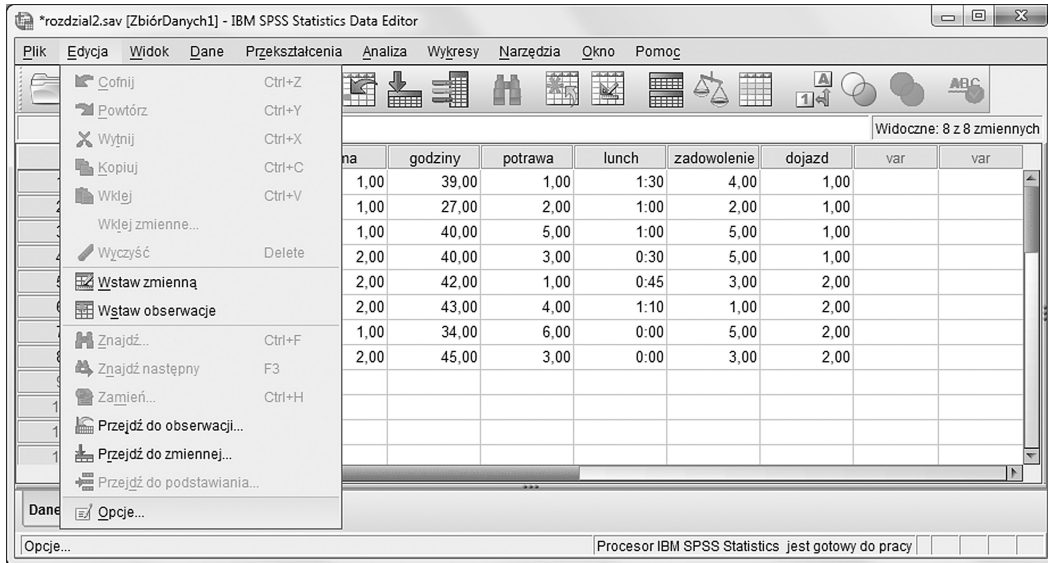 *rozdzial2.sav [ZbiórDanych1] - IBM SPSS Statistics Data Editor
Plik Edycja Widok Dane Przekształcenia Analiza Wykresy Narzędzia Okno Pomoc
Cofnij Ctrl+Z
Powtórz Ctrl+Y
Wytnij Ctrl+X
Kopiuj Ctrl+C
Wklej Ctrl+V
Wklej zmienne...
Wyczyść Delete
Wstaw zmienną
Wstaw obserwacje
Znajdź... Ctrl+F
Znajdź następny F3
Zamień... Ctrl+H
Przejdź do obserwacji...
Przejdź do zmiennej...
Przejdź do podstawiania...
Opcje...
Widoczne: 8 z 8 zmiennych
ma godziny potrawa lunch zadowolenie dojazd var var
1,00 39,00 1,00 1:30 4,00 1,00
1,00 27,00 2,00 1:00 2,00 1,00
1,00 40,00 5,00 1:00 5,00 1,00
2,00 40,00 3,00 0:30 5,00 1,00
2,00 42,00 1,00 0:45 3,00 2,00
2,00 43,00 4,00 1:10 1,00 2,00
1,00 34,00 6,00 0:00 5,00 2,00
2,00 45,00 3,00 0:00 3,00 2,00
Dane
Opcje... Procesor IBM SPSS Statistics jest gotowy do pracy